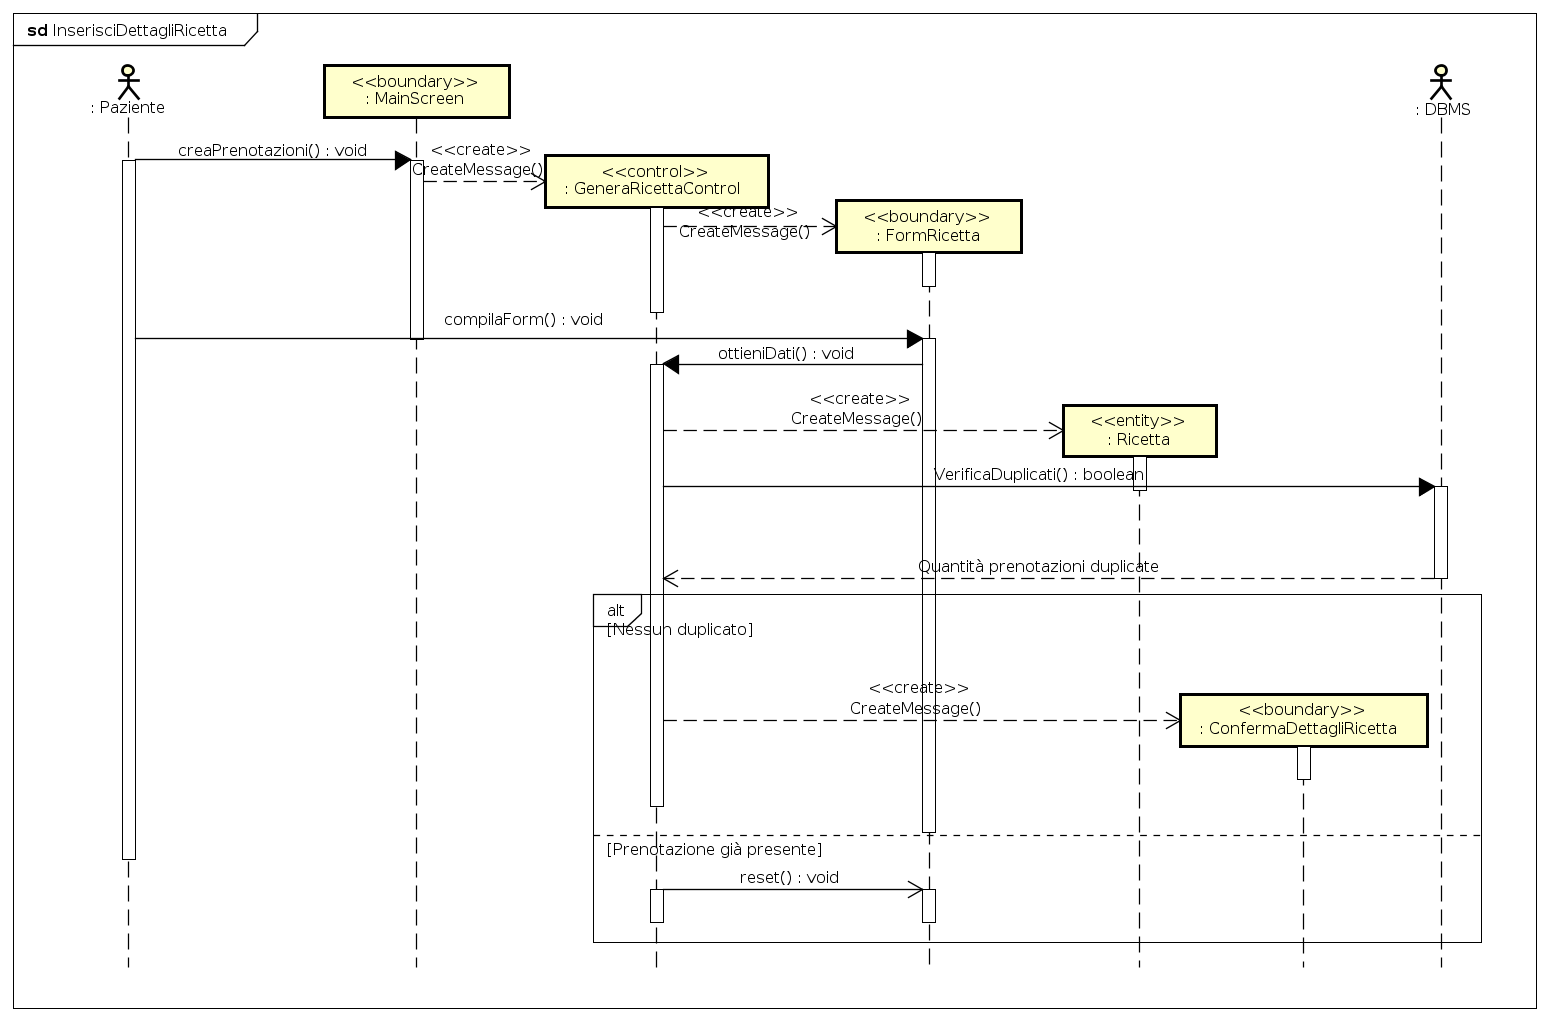 sd InserisciDettagliRicetta
: Paziente
<<boundary>>
: MainScreen
: DBMS
creaPrenotazioni() : void
<<create>>
CreateMessage()
<<control>>
: GeneraRicettaControl
<<create>>
CreateMessage()
<<boundary>>
: FormRicetta
compilaForm() : void
ottieniDati() : void
<<create>>
CreateMessage()
<<entity>>
: Ricetta
VerificaDuplicati() : boolean
Quantità prenotazioni duplicate
alt
[Nessun duplicato]
<<create>>
CreateMessage()
<<boundary>>
: ConfermaDettagliRicetta
[Prenotazione già presente]
reset() : void